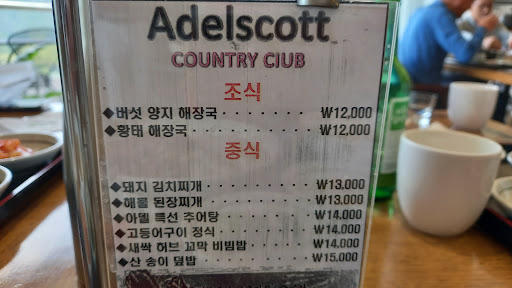 Adelscott
COUNTRY CIUB
조식
◆버섯 양지 해장국 · · · · · · · ₩12,000
◆황태 해장국 · · · · · · · · · · ₩12,000
중식
◆돼지 김치찌개 · · · · · · · · · ₩13.000
◆해물 된장찌개 · · · · · · · · · ₩13.000
◆아델 특선 추어탕 · · · · · · · ₩14.000
◆고등어구이 정식 · · · · · · · · ₩14.000
◆새싹 허브 꼬막 비빔밥 · · · · ₩14.000
◆산 송이 덮밥 · · · · · · · · · · ₩15.000